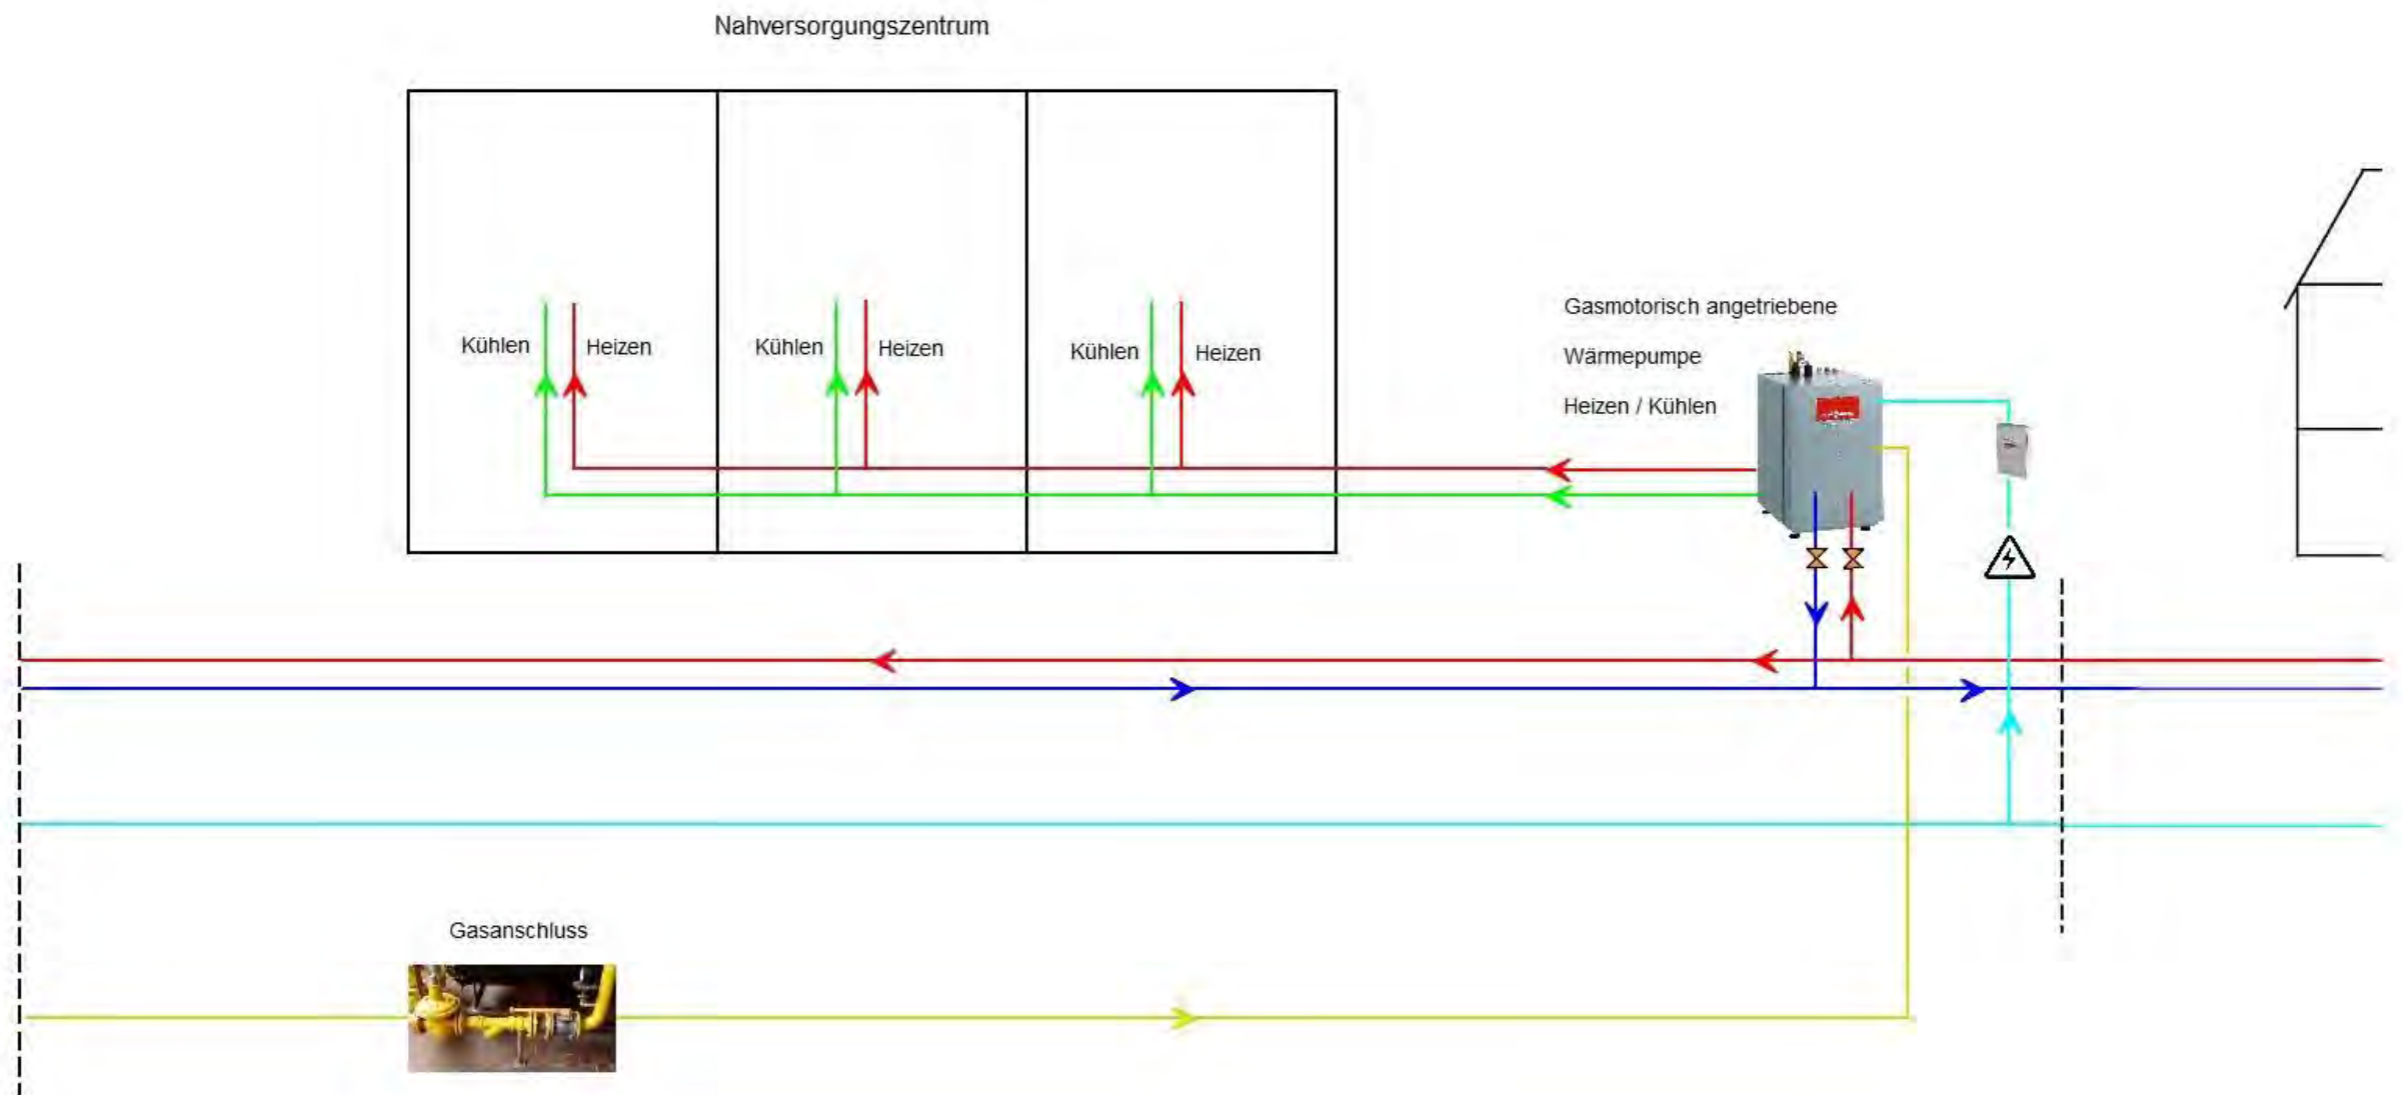 Nahversorgungszentrum
Kühlen
Heizen
Kühlen
Heizen
Kühlen
Heizen
Gasmotorisch angetriebene
Wärmepumpe
Heizen / Kühlen
Gasanschluss